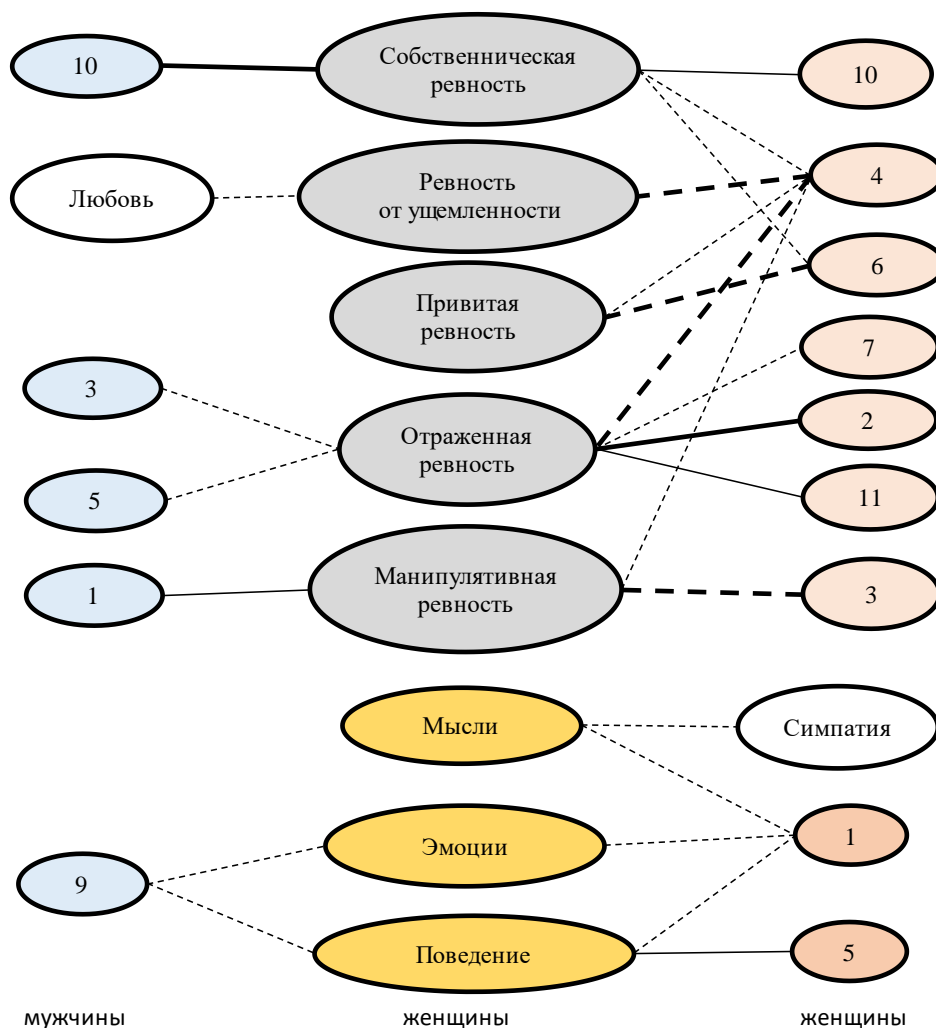 10
Собственническая
ревность
10
Любовь
Ревность
от ущемленности
4
Привитая
ревность
6
3
7
Отраженная
ревность
2
5
11
1
Манипулятивная
ревность
3
Мысли
Симпатия
Эмоции
1
9
Поведение
5
мужчины
женщины
женщины